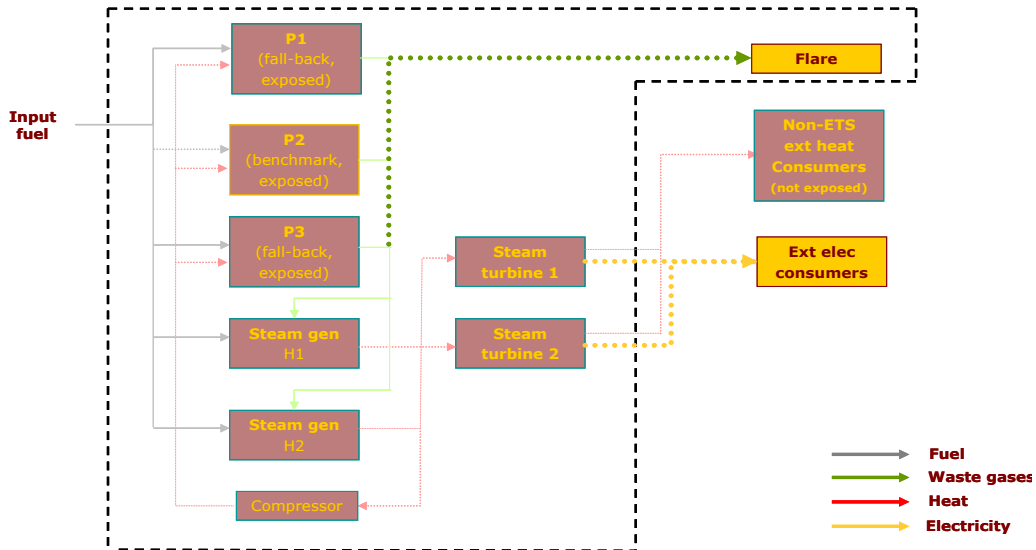 P1
(fall-back,
exposed)
Flare
Input
fuel
P2
(benchmark,
exposed)
Non-ETS
ext heat
Consumers
(not exposed)
P3
(fall-back,
exposed)
Steam
turbine 1
Ext elec
consumers
Steam gen
H1
Steam
turbine 2
Steam gen
H2
Compressor
Fuel
Waste gases
Heat
Electricity